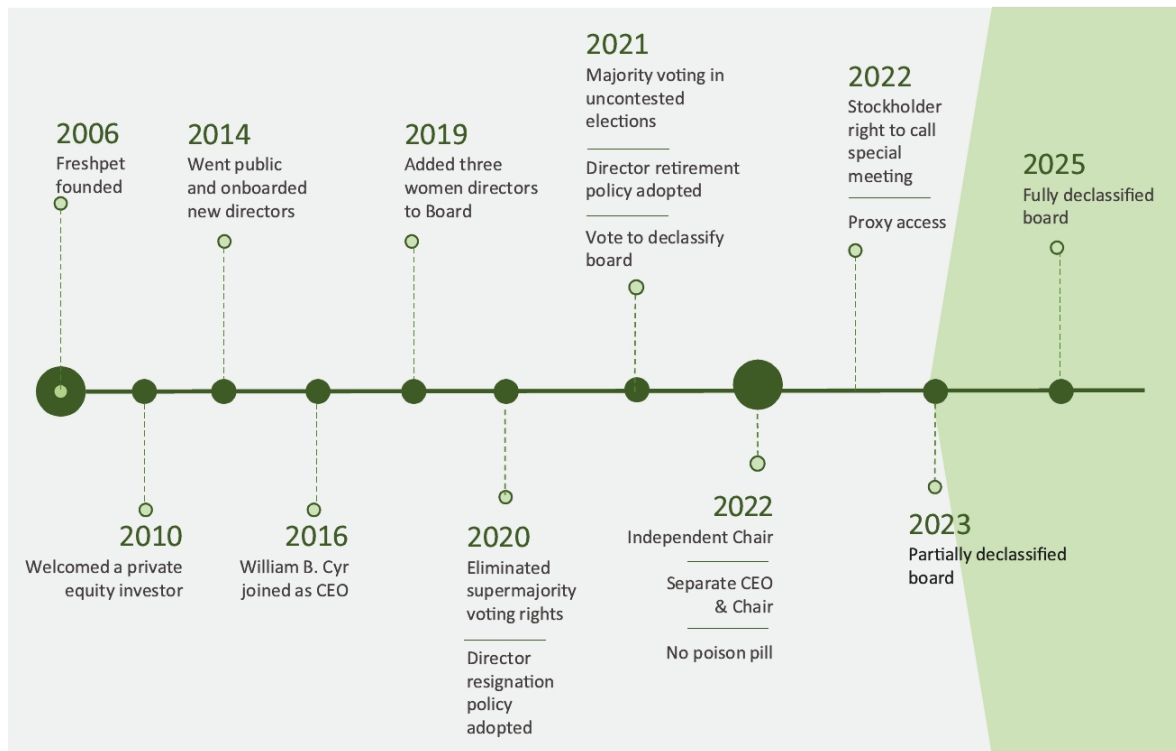 2006
Freshpet
founded
2010
Welcomed a private
equity investor
2014
Went public
and onboarded
new directors
2016
William B. Cyr
joined as CEO
2019
Added three
women directors
to Board
2020
Eliminated
supermajority
voting rights
Director
resignation
policy
adopted
2021
Majority voting in
uncontested
elections
Director retirement
policy adopted
Vote to declassify
board
2022
Independent Chair
Separate CEO
& Chair
No poison pill
2022
Stockholder
right to call
special
meeting
Proxy access
2023
Partially declassified
board
2025
Fully declassified
board